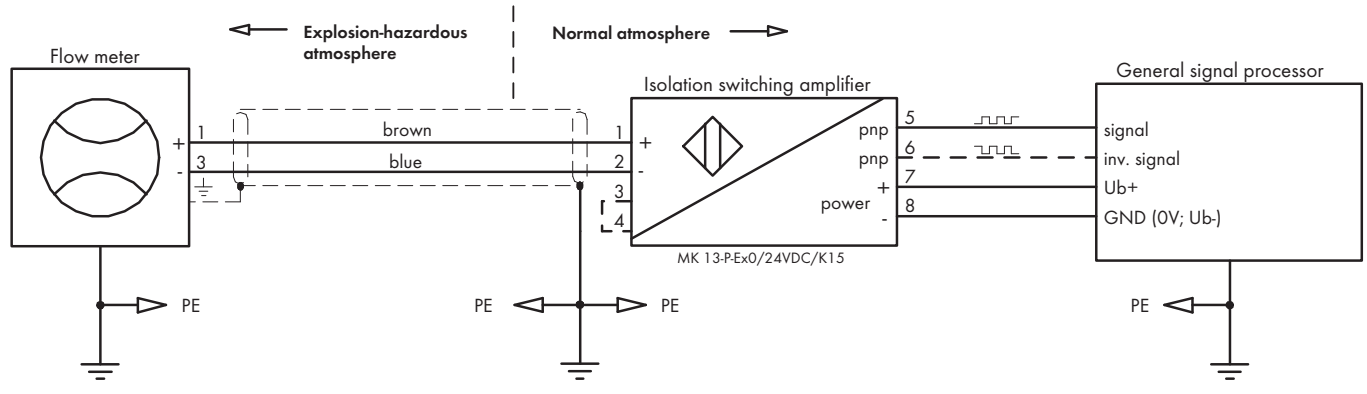 Explosion-hazardous
atmosphere
Normal atmosphere
Flow meter
Isolation switching amplifier
General signal processor
+ 1
brown
1 +
- 3
blue
2 -
3
4
pnp 5
signal
pnp 6
inv. signal
+ 7
Ub+
power
- 8
GND (0V; Ub-)
MK 13-P-Ex0/24VDC/K15
PE
PE
PE
PE